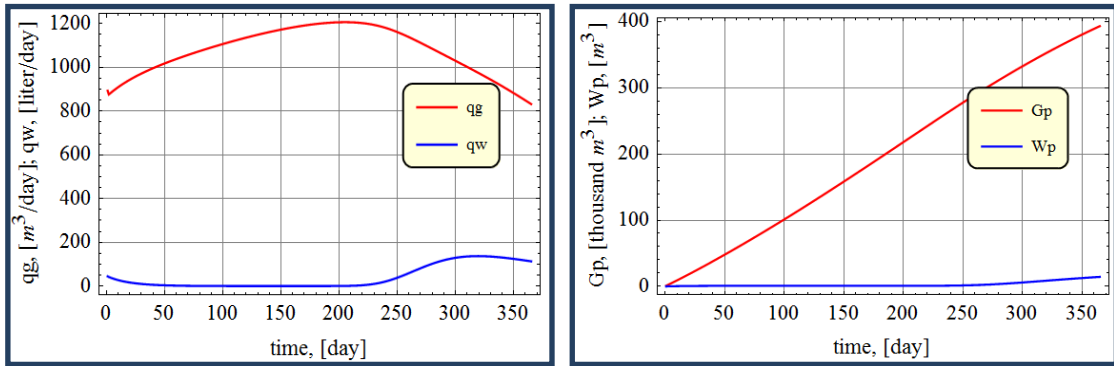 qg, [m³/day]; qw, [liter/day]
1200
1000
800
600
400
200
0
qg
qw
0 50 100 150 200 250 300 350
time, [day]
Gp, [thousand m³]; Wp, [m³]
400
300
200
100
0
Gp
Wp
0 50 100 150 200 250 300 350
time, [day]